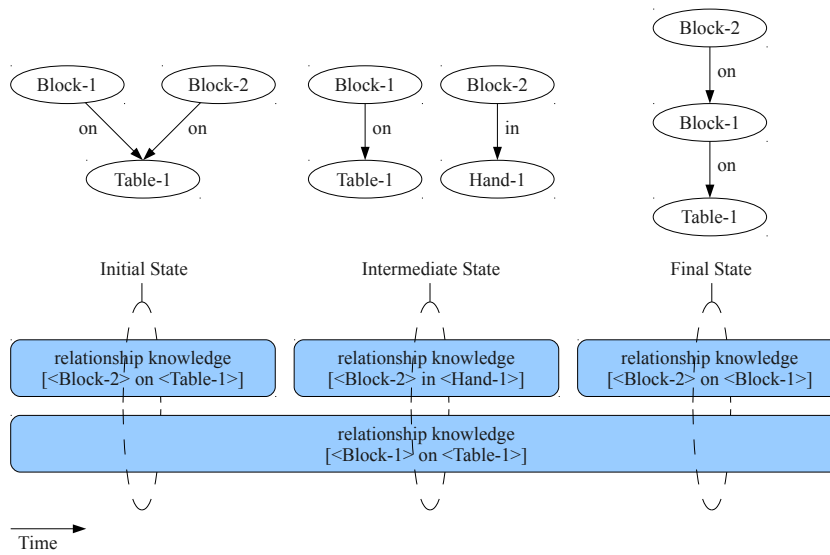 Block-2
Block-1 Block-2 Block-1 Block-2 on
on on on in Block-1
Table-1 Table-1 Hand-1 on
Table-1
Initial State Intermediate State Final State
relationship knowledge relationship knowledge relationship knowledge
[<Block-2> on <Table-1>] [<Block-2> in <Hand-1>] [<Block-2> on <Block-1>]
relationship knowledge
[<Block-1> on <Table-1>]
Time